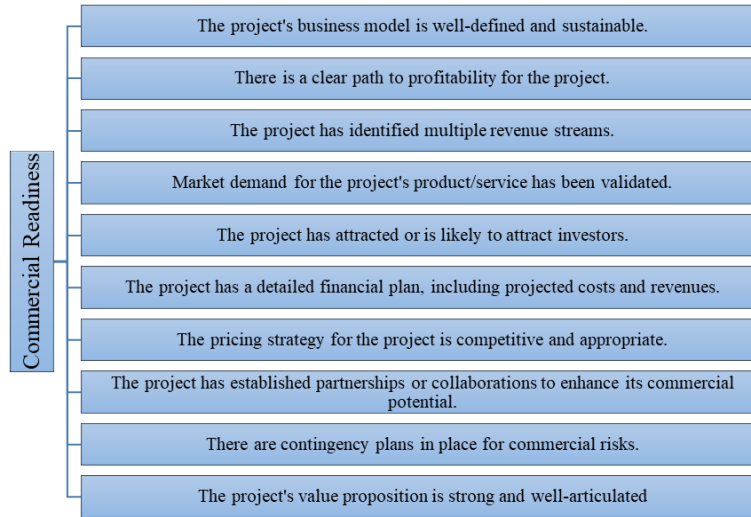 Commercial Readiness
The project's business model is well-defined and sustainable.
There is a clear path to profitability for the project.
The project has identified multiple revenue streams.
Market demand for the project's product/service has been validated.
The project has attracted or is likely to attract investors.
The project has a detailed financial plan, including projected costs and revenues.
The pricing strategy for the project is competitive and appropriate.
The project has established partnerships or collaborations to enhance its commercial
potential.
There are contingency plans in place for commercial risks.
The project's value proposition is strong and well-articulated